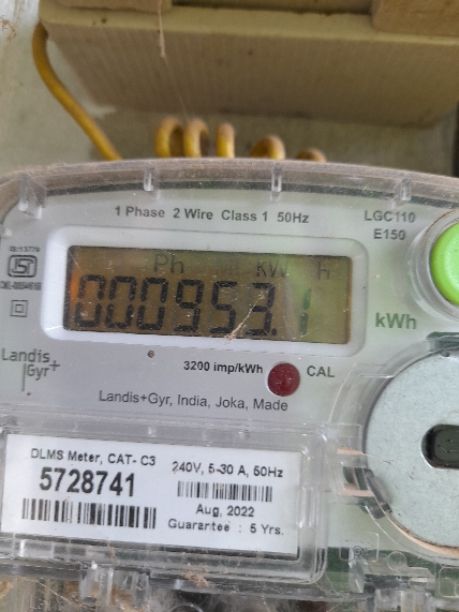 1 Phase 2 Wire Class 1 50Hz
LGC110
E150
Ph kW h
000953.1
kWh
Landis
Gyr+
3200 imp/kWh
CAL
Landis+Gyr, India, Joka, Made
DLMS Meter, CAT- C3
5728741
240V, 5-30 A, 50Hz
Aug, 2022
Guarantee : 5 Yrs.